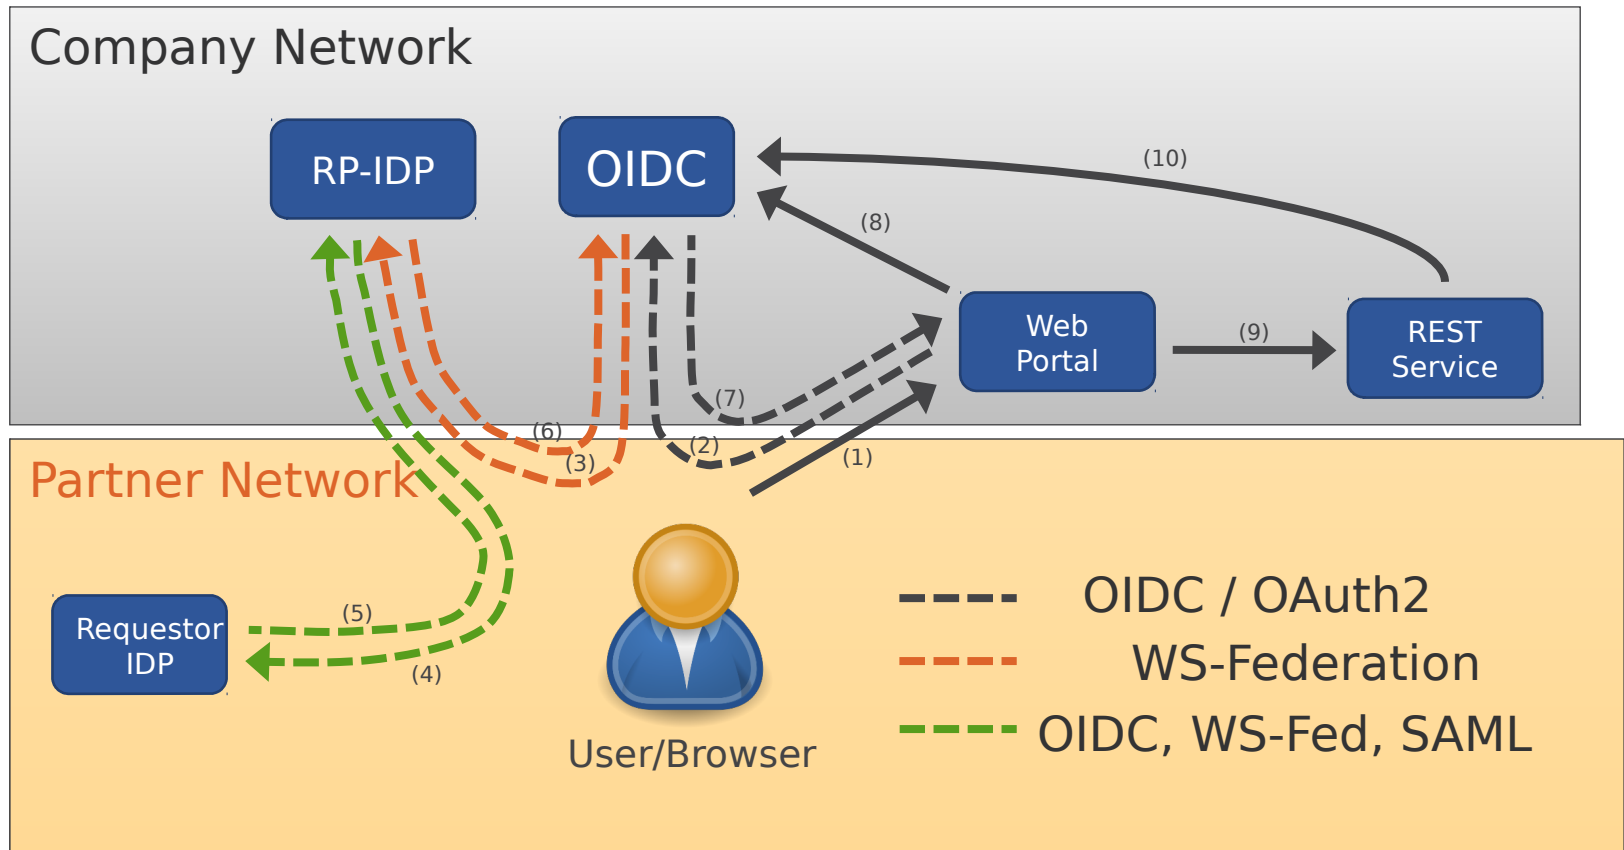 Company Network
RP-IDP
OIDC
(10)
(8)
Web
Portal
(9)
REST
Service
(7)
(6)
(2)
(3)
(1)
Partner Network
Requestor
IDP
(5)
(4)
User/Browser
OIDC / OAuth2
WS-Federation
OIDC, WS-Fed, SAML